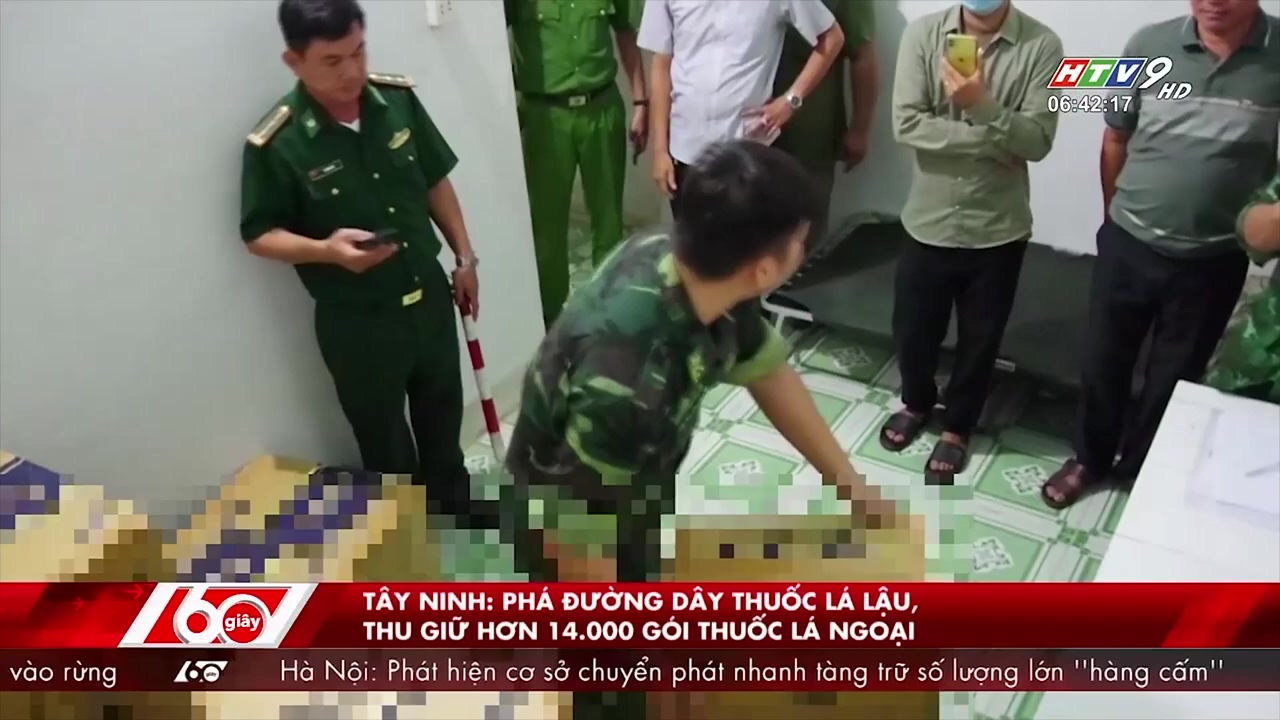 HTV9 HD
06:42:17
60 giây
TÂY NINH: PHÁ ĐƯỜNG DÂY THUỐC LÁ LẬU,
THU GIỮ HƠN 14.000 GÓI THUỐC LÁ NGOẠI
vào rừng 60 giây Hà Nội: Phát hiện cơ sở chuyển phát nhanh tàng trữ số lượng lớn "hàng cấm"